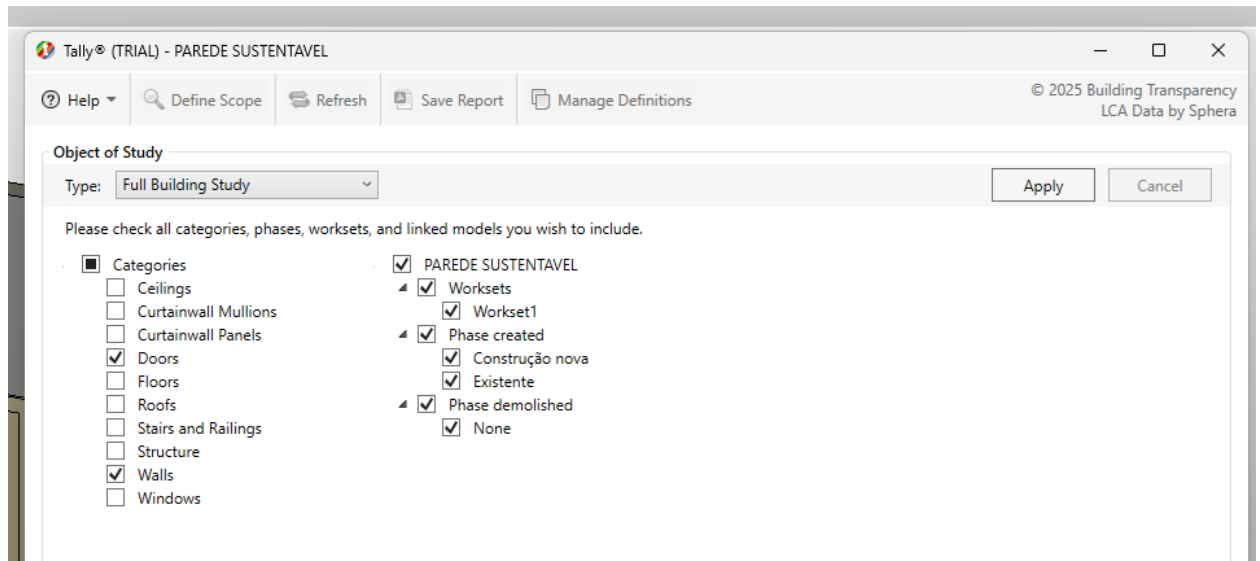 Tally® (TRIAL) - PAREDE SUSTENTAVEL
Help
Define Scope
Refresh
Save Report
Manage Definitions
© 2025 Building Transparency
LCA Data by Sphera
Object of Study
Type:
Full Building Study
Apply
Cancel
Please check all categories, phases, worksets, and linked models you wish to include.
Categories
Ceilings
Curtainwall Mullions
Curtainwall Panels
Doors
Floors
Roofs
Stairs and Railings
Structure
Walls
Windows
PAREDE SUSTENTAVEL
Worksets
Workset1
Phase created
Construção nova
Existente
Phase demolished
None